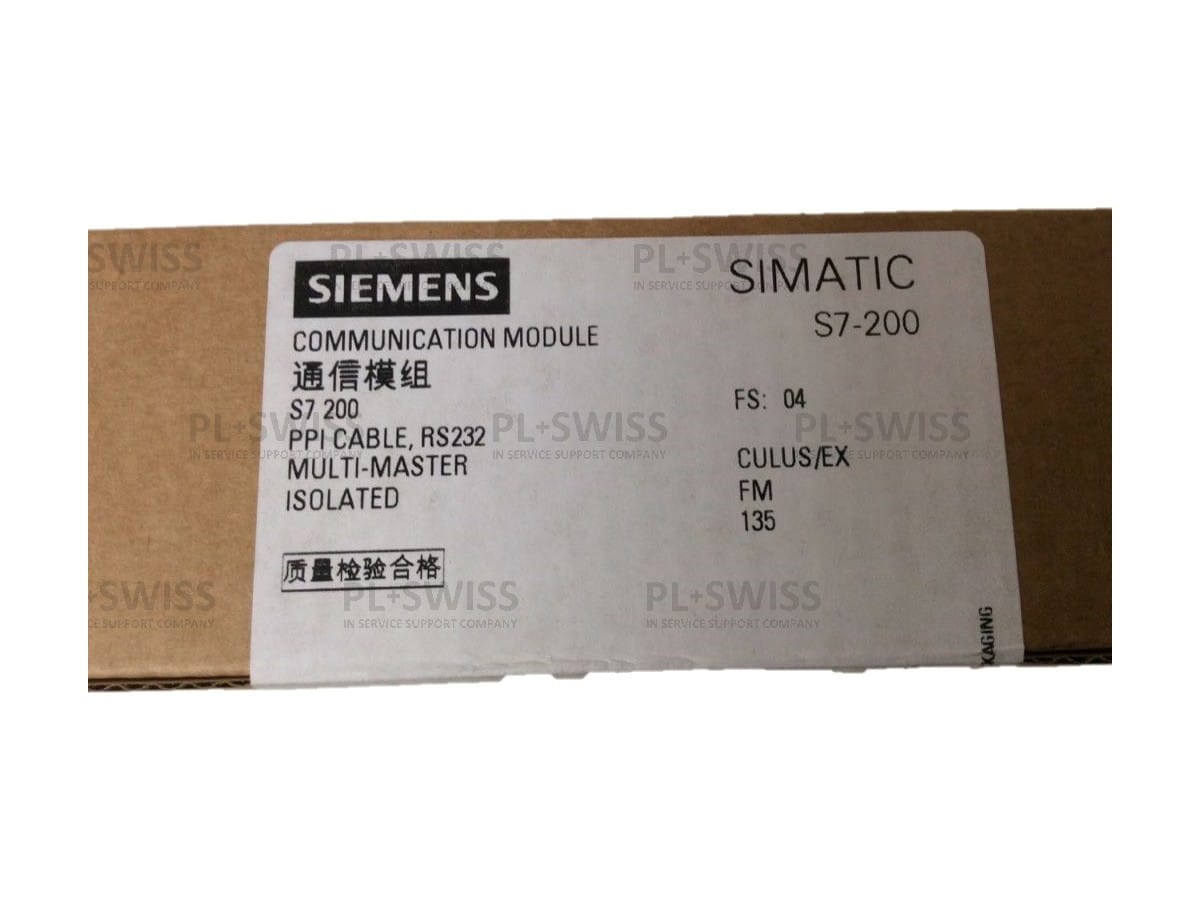 SIEMENS
SIMATIC
S7-200
COMMUNICATION MODULE
通信模组
S7 200
PPI CABLE, RS232
MULTI-MASTER
ISOLATED
FS: 04
CULUS/EX
FM
135
质量检验合格
PL+SWISS
IN SERVICE SUPPORT COMPANY